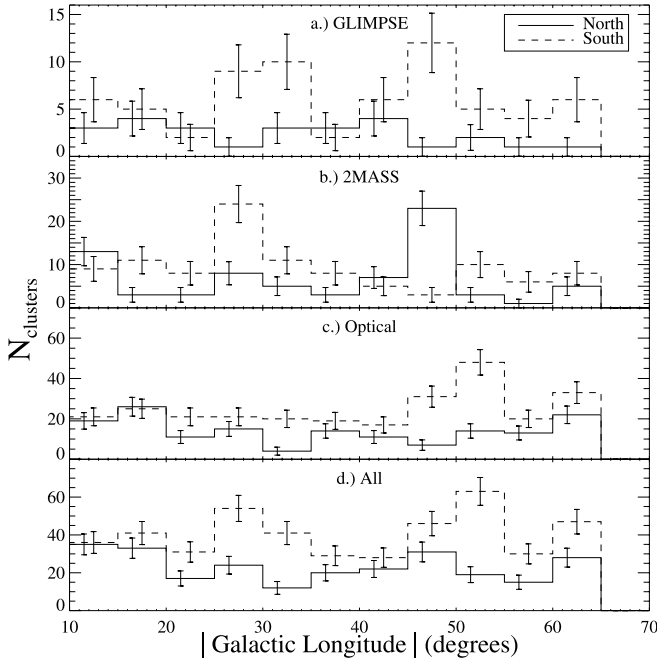 a.) GLIMPSE
North
South
15
10
5
0
b.) 2MASS
30
20
10
0
c.) Optical
60
40
20
0
d.) All
60
40
20
0
N_clusters
10 20 30 40 50 60 70
|Galactic Longitude| (degrees)